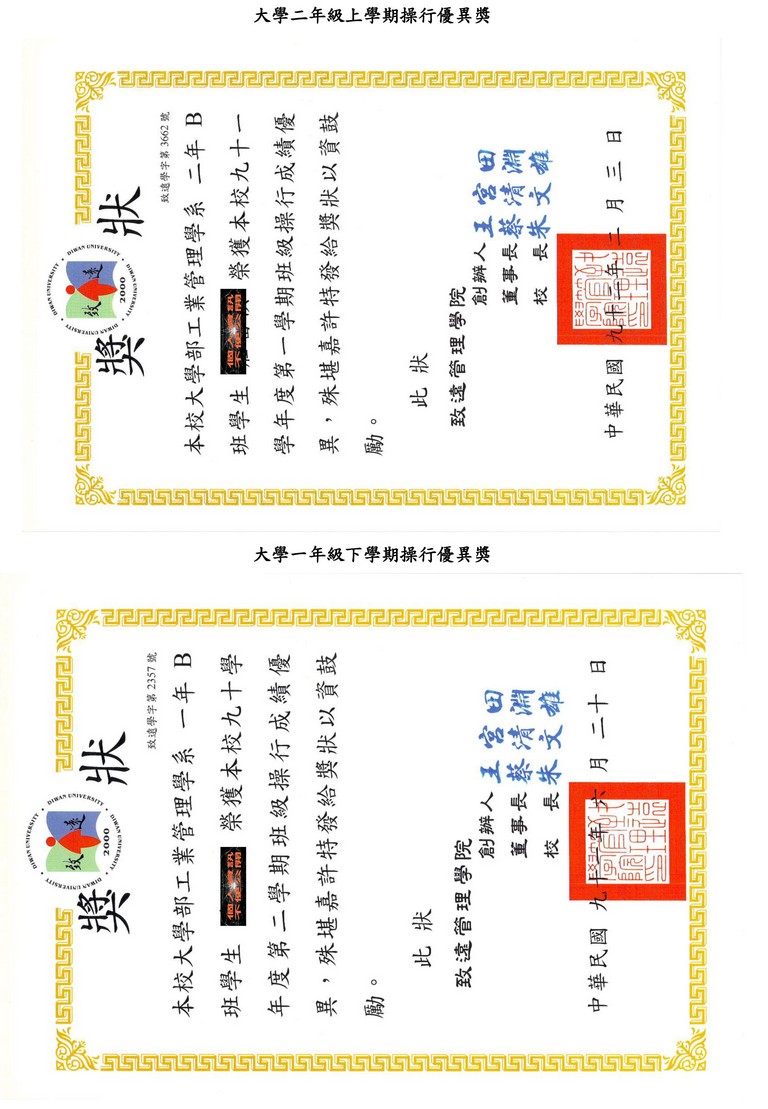 大學二年級上學期操行優異獎
DIWAN UNIVERSITY · DIWAN UNIVERSITY · DIWAN UNIVERSITY
致遠
2000
獎狀
致遠學字第 3662 號
本校大學部工業管理學系 二年 B
班學生 榮獲本校九十一
學年度第一學期班級操行成績優
異，殊堪嘉許特發給獎狀以資鼓
勵。
此狀
致遠管理學院
創辦人 王宮田
董事長 蔡清淵
校長 朱文雄
中華民國 九十二年 二月三日
大學一年級下學期操行優異獎
DIWAN UNIVERSITY · DIWAN UNIVERSITY · DIWAN UNIVERSITY
致遠
2000
獎狀
致遠學字第 2357 號
本校大學部工業管理學系 一年 B
班學生 榮獲本校九十學
年度第二學期班級操行成績優
異，殊堪嘉許特發給獎狀以資鼓
勵。
此狀
致遠管理學院
創辦人 王宮田
董事長 蔡清淵
校長 朱文雄
中華民國 九十一年六月二十日